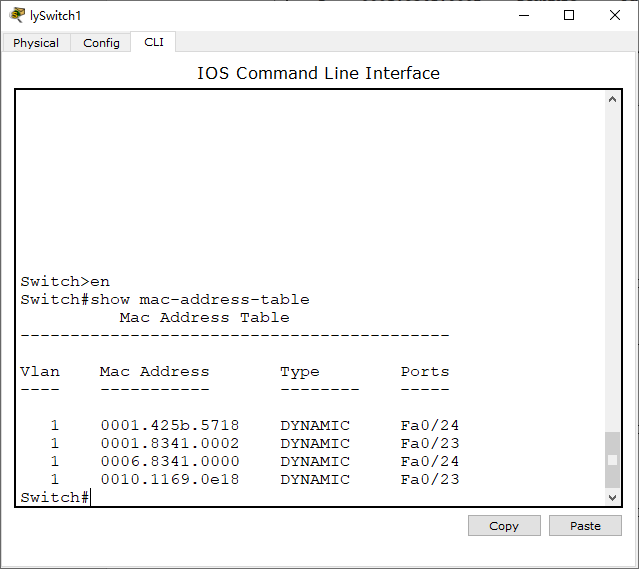 lySwitch1
Physical Config CLI
IOS Command Line Interface
Switch>en
Switch#show mac-address-table
Mac Address Table
-------------------------------------------
Vlan Mac Address Type Ports
---- ----------- -------- -----
1 0001.425b.5718 DYNAMIC Fa0/24
1 0001.8341.0002 DYNAMIC Fa0/23
1 0006.8341.0000 DYNAMIC Fa0/24
1 0010.1169.0e18 DYNAMIC Fa0/23
Switch#
Copy Paste